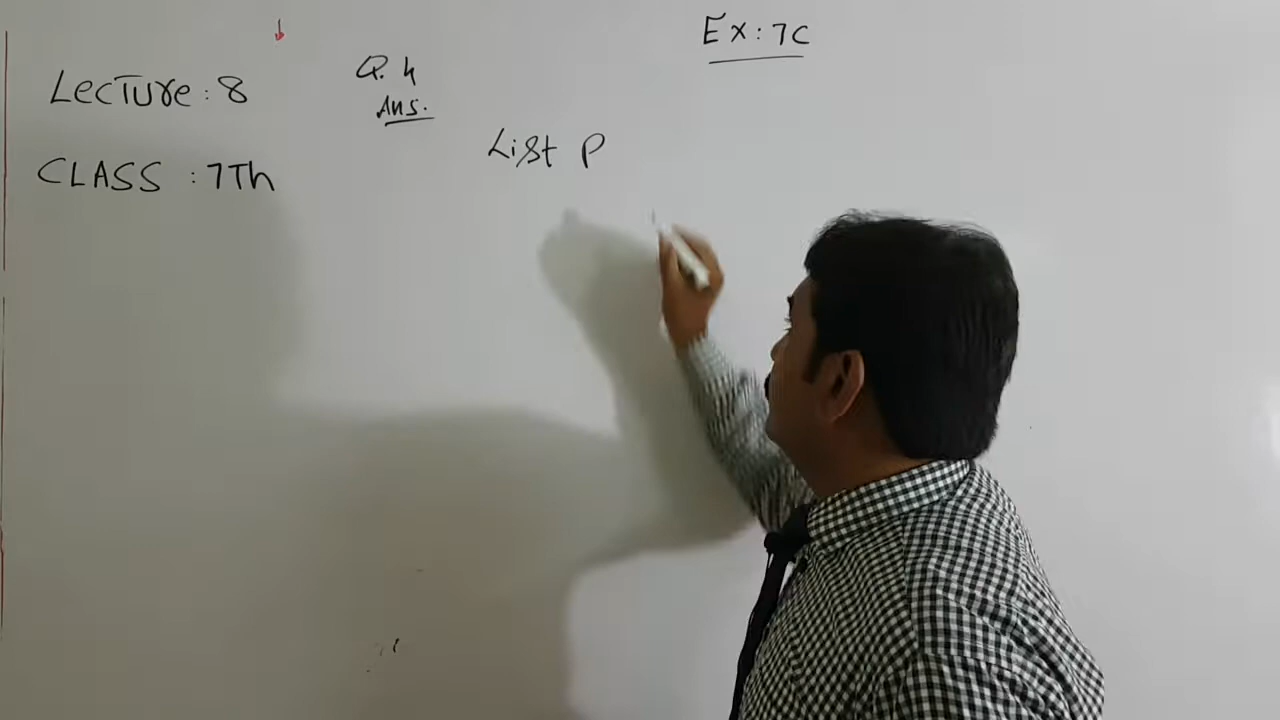 Ex: 7C
Lecture: 8
Q. 4
Ans.
List P
CLASS : 7Th